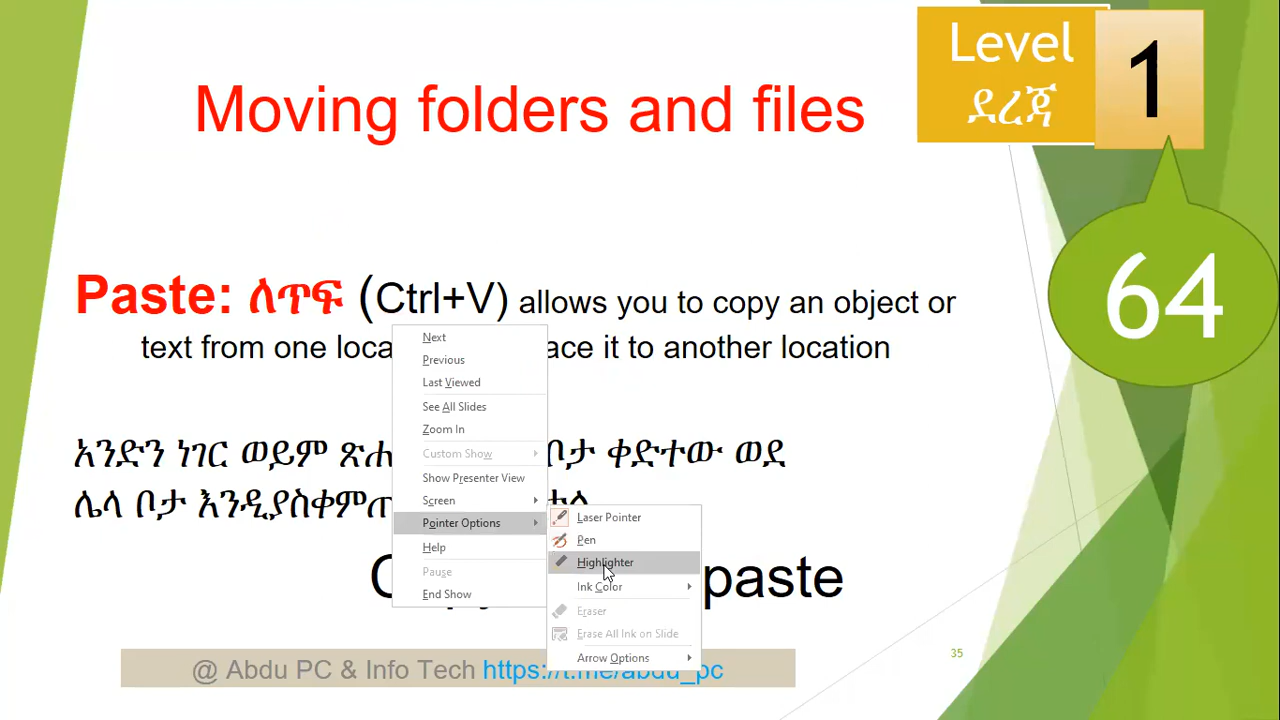 Moving folders and files
Level
ደረጃ
1
64
Paste: ለጥፍ (Ctrl+V) allows you to copy an object or
text from one ace it to another location
አንድን ነገር ወይም ቦታ ቀድተው ወደ
ሌላ ቦታ
paste
Next
Previous
Last Viewed
See All Slides
Zoom In
Custom Show
Show Presenter View
Screen
Pointer Options
Help
Pause
End Show
Laser Pointer
Pen
Highlighter
Ink Color
Eraser
Erase All Ink on Slide
Arrow Options
@ Abdu PC & Info Tech https://t.me/abdu_pc
35